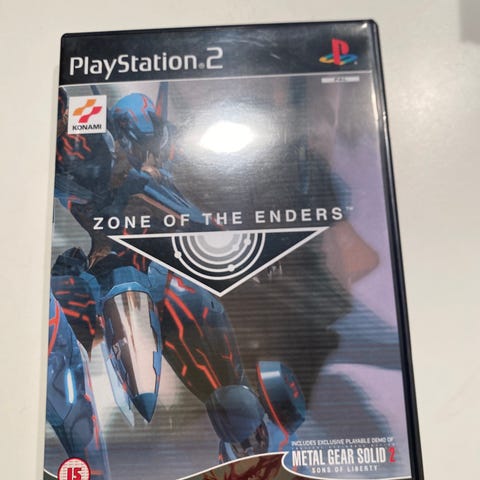 PlayStation®2
PAL
KONAMI
ZONE OF THE ENDERS™
INCLUDES EXCLUSIVE PLAYABLE DEMO OF
METAL GEAR SOLID 2
SONS OF LIBERTY
15